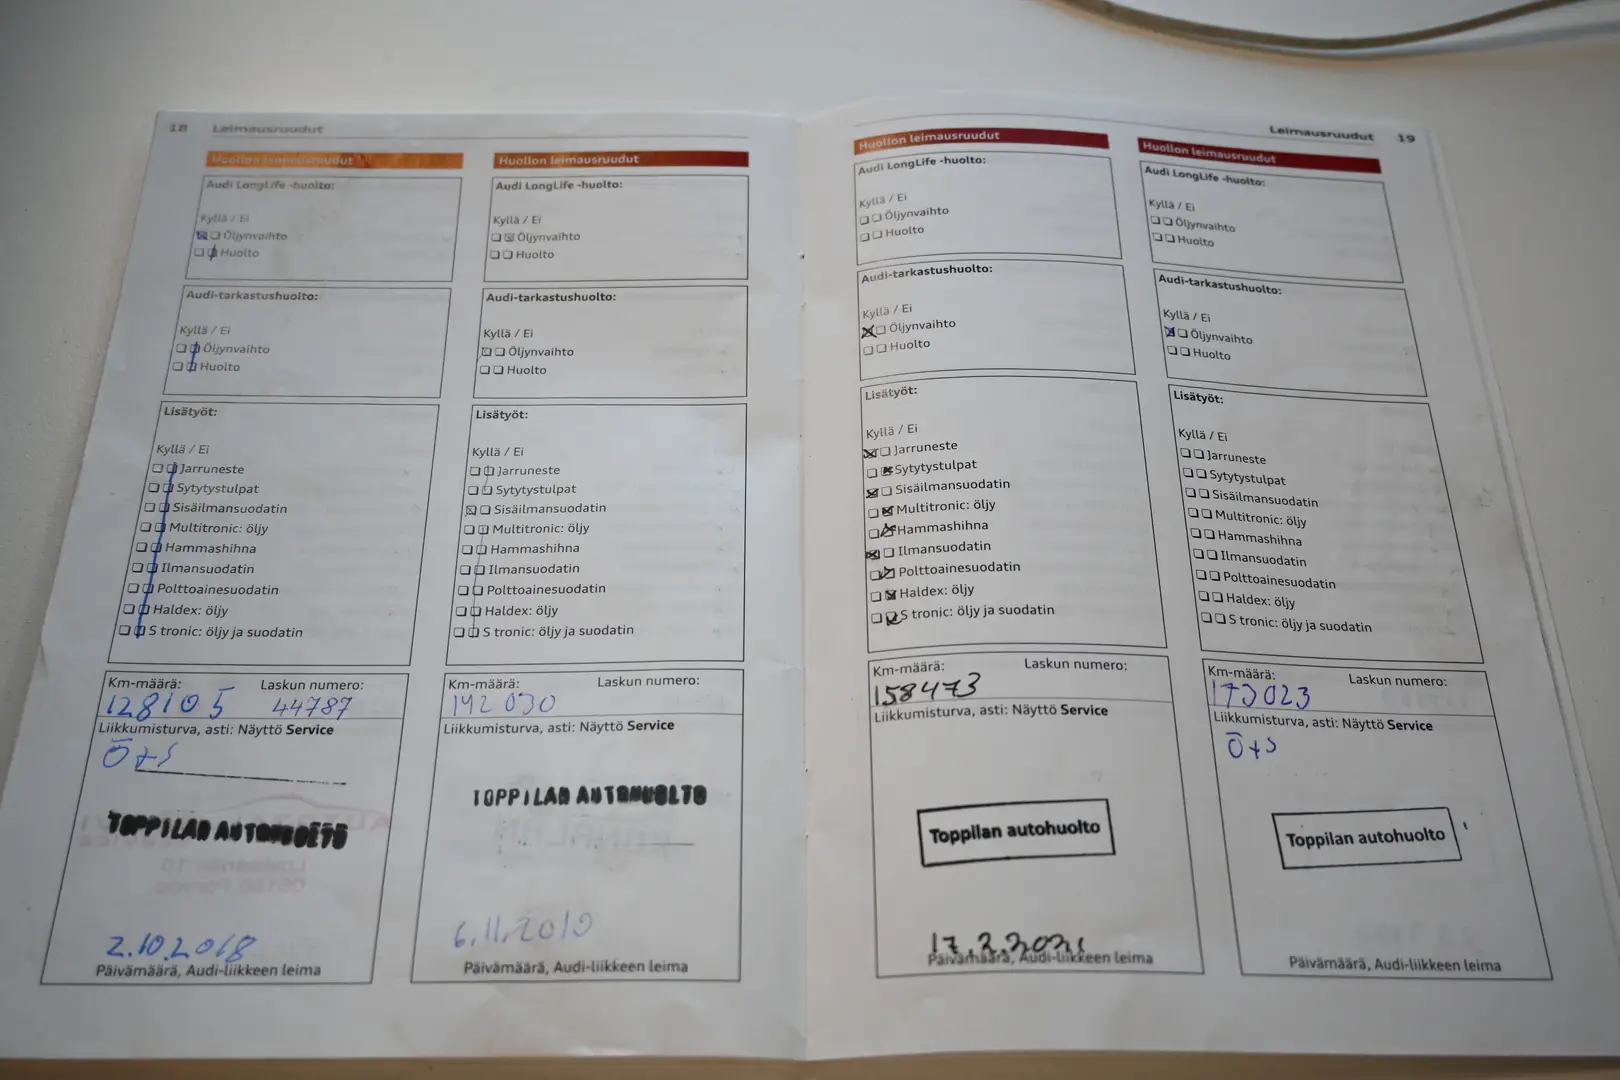 18 Leimausruudut
Huollon leimausruudut
Audi LongLife -huolto:
Kyllä / Ei
Öljynvaihto
Huolto
Audi-tarkastushuolto:
Kyllä / Ei
Öljynvaihto
Huolto
Lisätyöt:
Kyllä / Ei
Jarruneste
Sytytystulpat
Sisäilmansuodatin
Multitronic: öljy
Hammashihna
Ilmansuodatin
Polttoainesuodatin
Haldex: öljy
S tronic: öljy ja suodatin
Km-määrä: Laskun numero:
128105 44787
Liikkumisturva, asti: Näyttö Service
Ö+S
TOPPILAN AUTOHUOLTO
2.10.2018
Päivämäärä, Audi-liikkeen leima
Huollon leimausruudut
Audi LongLife -huolto:
Kyllä / Ei
Öljynvaihto
Huolto
Audi-tarkastushuolto:
Kyllä / Ei
Öljynvaihto
Huolto
Lisätyöt:
Kyllä / Ei
Jarruneste
Sytytystulpat
Sisäilmansuodatin
Multitronic: öljy
Hammashihna
Ilmansuodatin
Polttoainesuodatin
Haldex: öljy
S tronic: öljy ja suodatin
Km-määrä: Laskun numero:
142 030
Liikkumisturva, asti: Näyttö Service
TOPPILAN AUTOHUOLTO
6.11.2019
Päivämäärä, Audi-liikkeen leima
Leimausruudut 19
Huollon leimausruudut
Audi LongLife -huolto:
Kyllä / Ei
Öljynvaihto
Huolto
Audi-tarkastushuolto:
Kyllä / Ei
Öljynvaihto
Huolto
Lisätyöt:
Kyllä / Ei
Jarruneste
Sytytystulpat
Sisäilmansuodatin
Multitronic: öljy
Hammashihna
Ilmansuodatin
Polttoainesuodatin
Haldex: öljy
S tronic: öljy ja suodatin
Km-määrä: Laskun numero:
158473
Liikkumisturva, asti: Näyttö Service
Toppilan autohuolto
17.2.2021
Päivämäärä, Audi-liikkeen leima
Huollon leimausruudut
Audi LongLife -huolto:
Kyllä / Ei
Öljynvaihto
Huolto
Audi-tarkastushuolto:
Kyllä / Ei
Öljynvaihto
Huolto
Lisätyöt:
Kyllä / Ei
Jarruneste
Sytytystulpat
Sisäilmansuodatin
Multitronic: öljy
Hammashihna
Ilmansuodatin
Polttoainesuodatin
Haldex: öljy
S tronic: öljy ja suodatin
Km-määrä: Laskun numero:
173023
Liikkumisturva, asti: Näyttö Service
Ö+S
Toppilan autohuolto
Päivämäärä, Audi-liikkeen leima